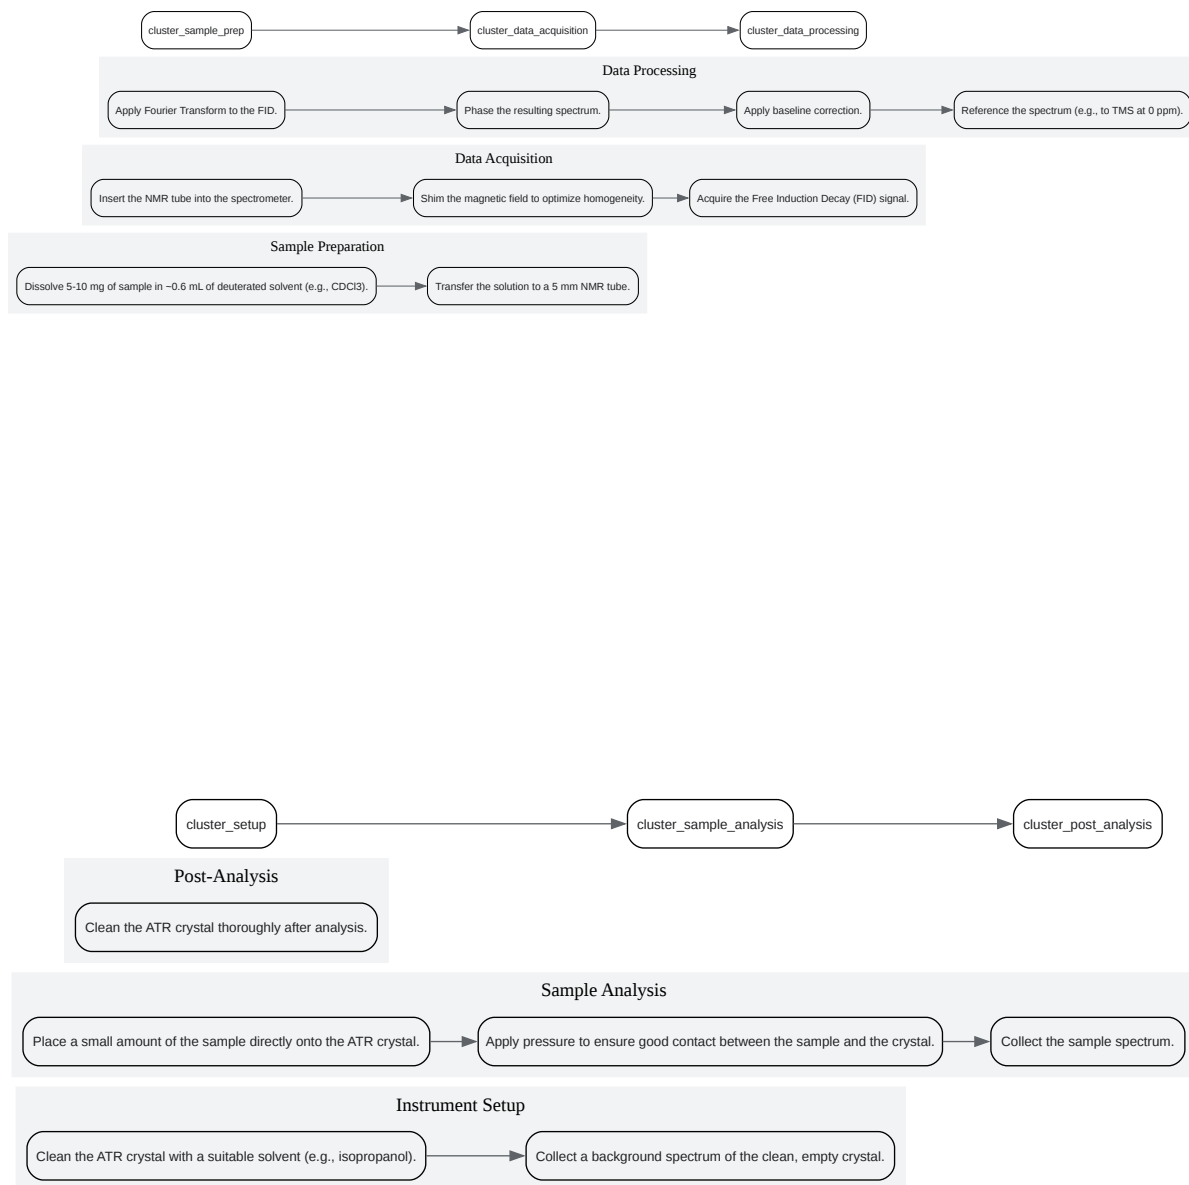 cluster_sample_prep
cluster_data_acquisition
cluster_data_processing
Data Processing
Apply Fourier Transform to the FID.
Phase the resulting spectrum.
Apply baseline correction.
Reference the spectrum (e.g., to TMS at 0 ppm).
Data Acquisition
Insert the NMR tube into the spectrometer.
Shim the magnetic field to optimize homogeneity.
Acquire the Free Induction Decay (FID) signal.
Sample Preparation
Dissolve 5-10 mg of sample in ~0.6 mL of deuterated solvent (e.g., CDCl3).
Transfer the solution to a 5 mm NMR tube.
cluster_setup
cluster_sample_analysis
cluster_post_analysis
Post-Analysis
Clean the ATR crystal thoroughly after analysis.
Sample Analysis
Place a small amount of the sample directly onto the ATR crystal.
Apply pressure to ensure good contact between the sample and the crystal.
Collect the sample spectrum.
Instrument Setup
Clean the ATR crystal with a suitable solvent (e.g., isopropanol).
Collect a background spectrum of the clean, empty crystal.